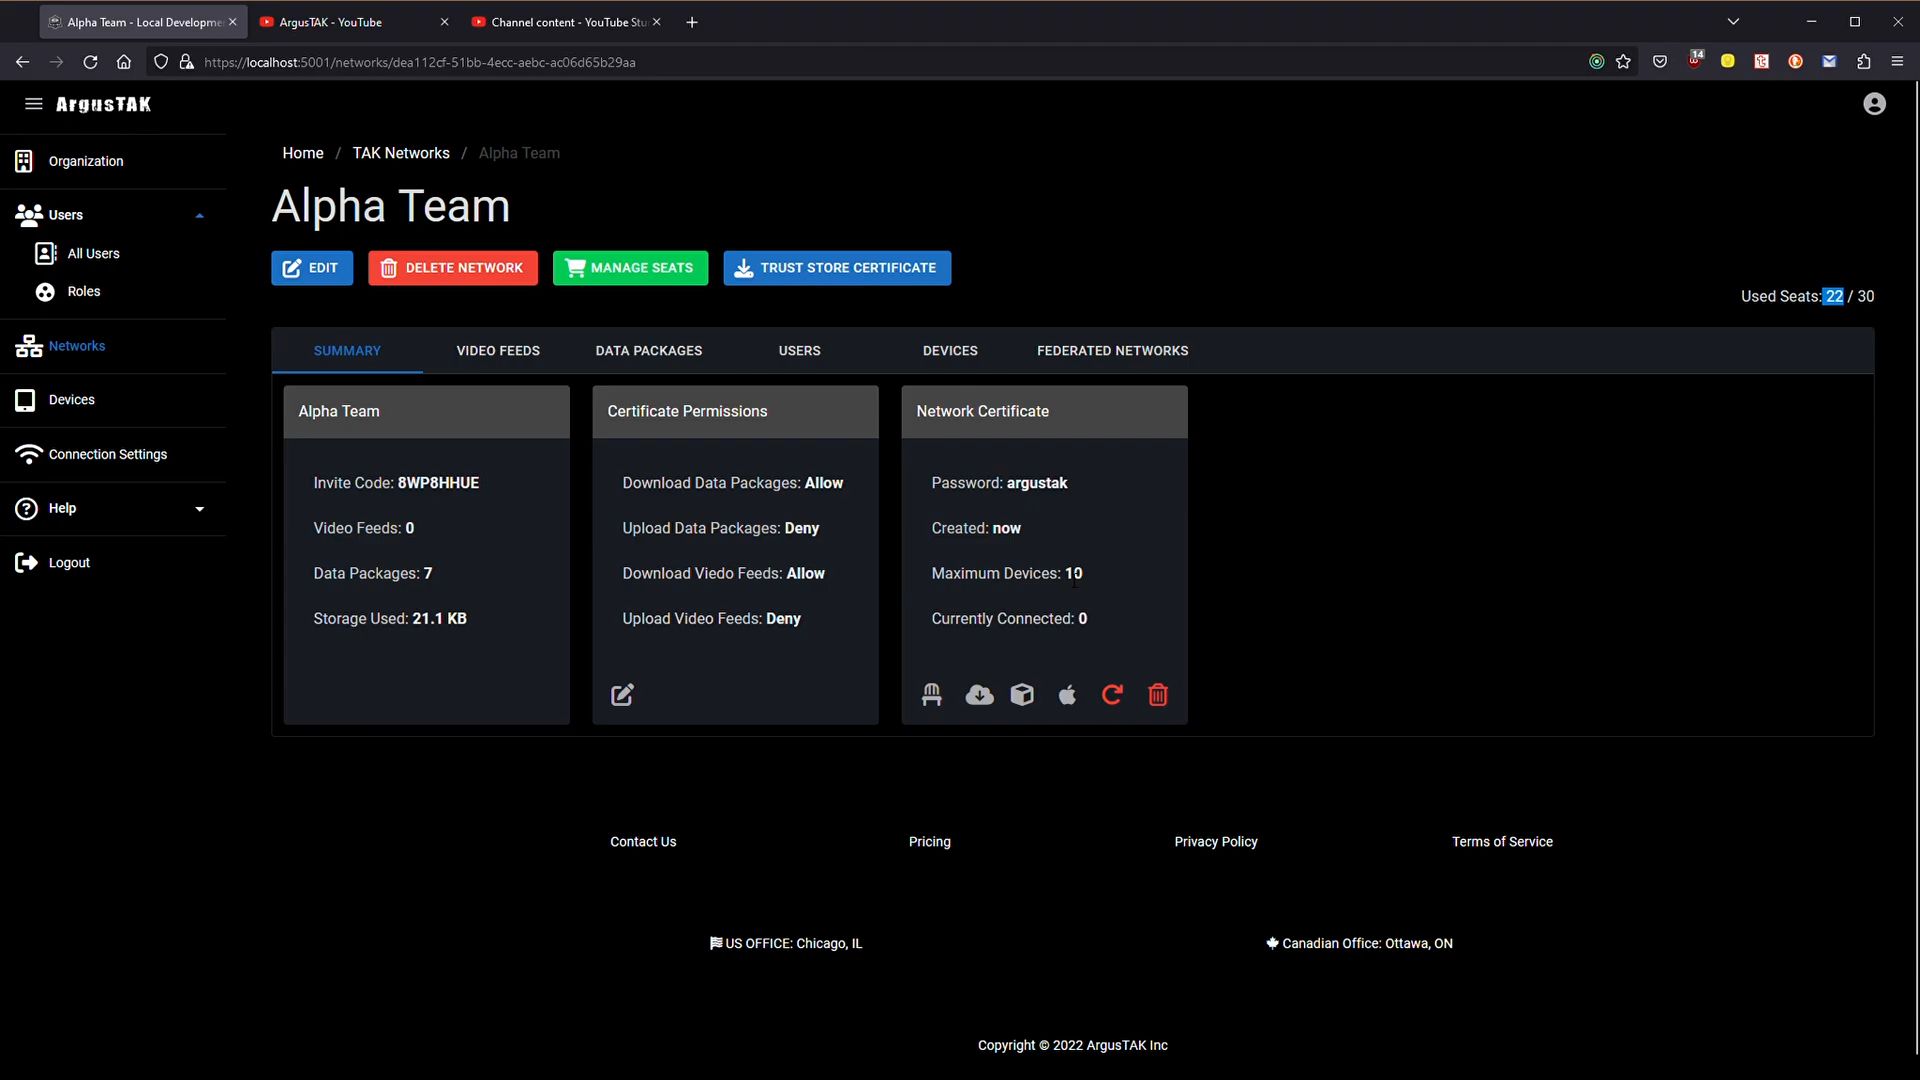 Alpha Team - Local Developme
ArgusTAK - YouTube
Channel content - YouTube Stu
https://localhost:5001/networks/dea112cf-51bb-4ecc-aebc-ac06d65b29aa
14
ArgusTAK
Organization
Users
All Users
Roles
Networks
Devices
Connection Settings
Help
Logout
Home / TAK Networks / Alpha Team
Alpha Team
EDIT
DELETE NETWORK
MANAGE SEATS
TRUST STORE CERTIFICATE
Used Seats: 22 / 30
SUMMARY
VIDEO FEEDS
DATA PACKAGES
USERS
DEVICES
FEDERATED NETWORKS
Alpha Team
Invite Code: 8WP8HHUE
Video Feeds: 0
Data Packages: 7
Storage Used: 21.1 KB
Certificate Permissions
Download Data Packages: Allow
Upload Data Packages: Deny
Download Viedo Feeds: Allow
Upload Video Feeds: Deny
Network Certificate
Password: argustak
Created: now
Maximum Devices: 10
Currently Connected: 0
Contact Us
Pricing
Privacy Policy
Terms of Service
US OFFICE: Chicago, IL
Canadian Office: Ottawa, ON
Copyright © 2022 ArgusTAK Inc